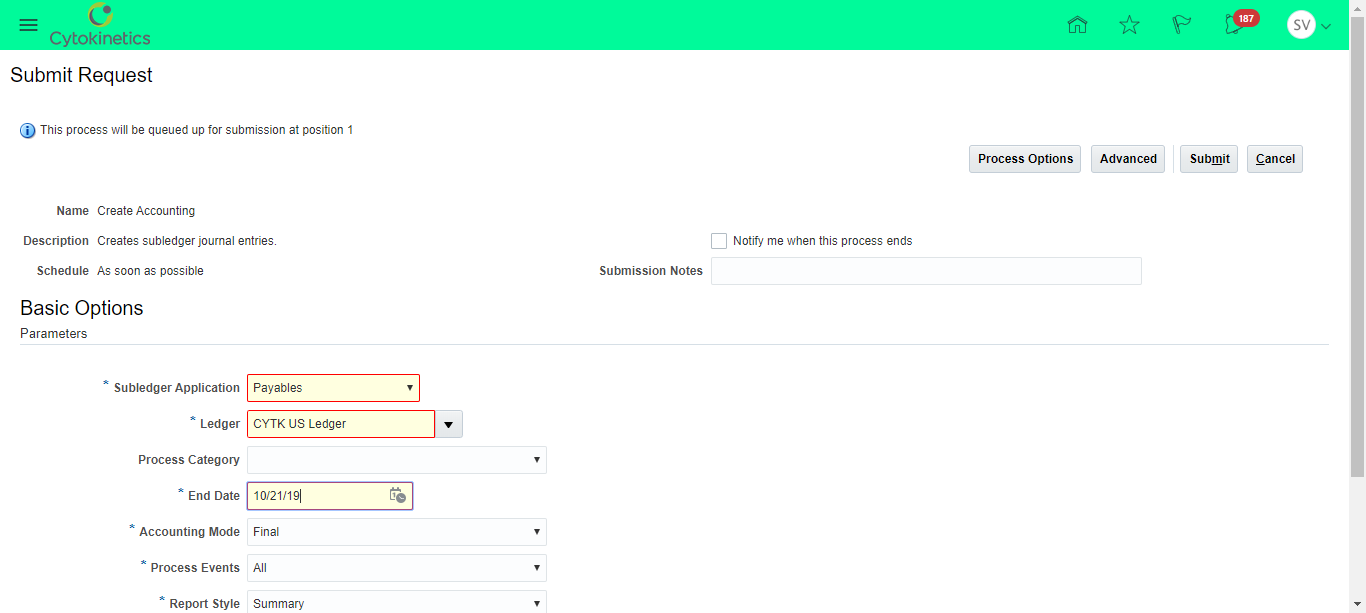 Cytokinetics
187
SV
Submit Request
This process will be queued up for submission at position 1
Process Options Advanced Submit Cancel
Name Create Accounting
Description Creates subledger journal entries.
Notify me when this process ends
Schedule As soon as possible
Submission Notes
Basic Options
Parameters
* Subledger Application Payables
* Ledger CYTK US Ledger
Process Category
* End Date 10/21/19
* Accounting Mode Final
* Process Events All
* Report Style Summary